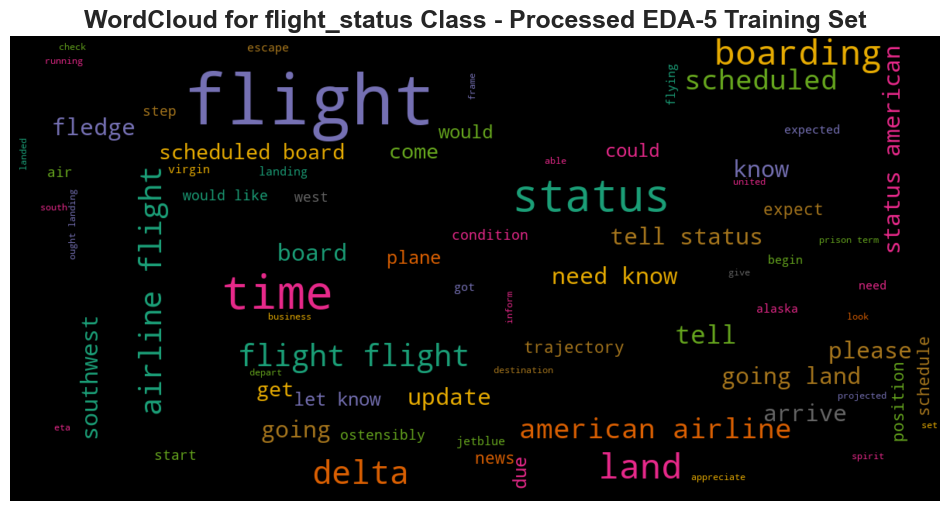 WordCloud for flight_status Class - Processed EDA-5 Training Set
check
escape
boarding
running
flight
frame
flying
scheduled
status american
step
fledge
would
expected
scheduled board
come
could
landed
air
virgin
landing
able
know
united
south
would like
west
status
expect
ought landing
airline flight
condition
tell status
prison term
board
plane
begin
need know
give
time
got
need
inform
alaska
business
look
southwest
tell
flight flight
trajectory
please
schedule
depart
destination
going land
position
get
let know
update
projected
arrive
eta
going
ostensibly
jetblue
american airline
set
start
news
due
land
spirit
delta
appreciate